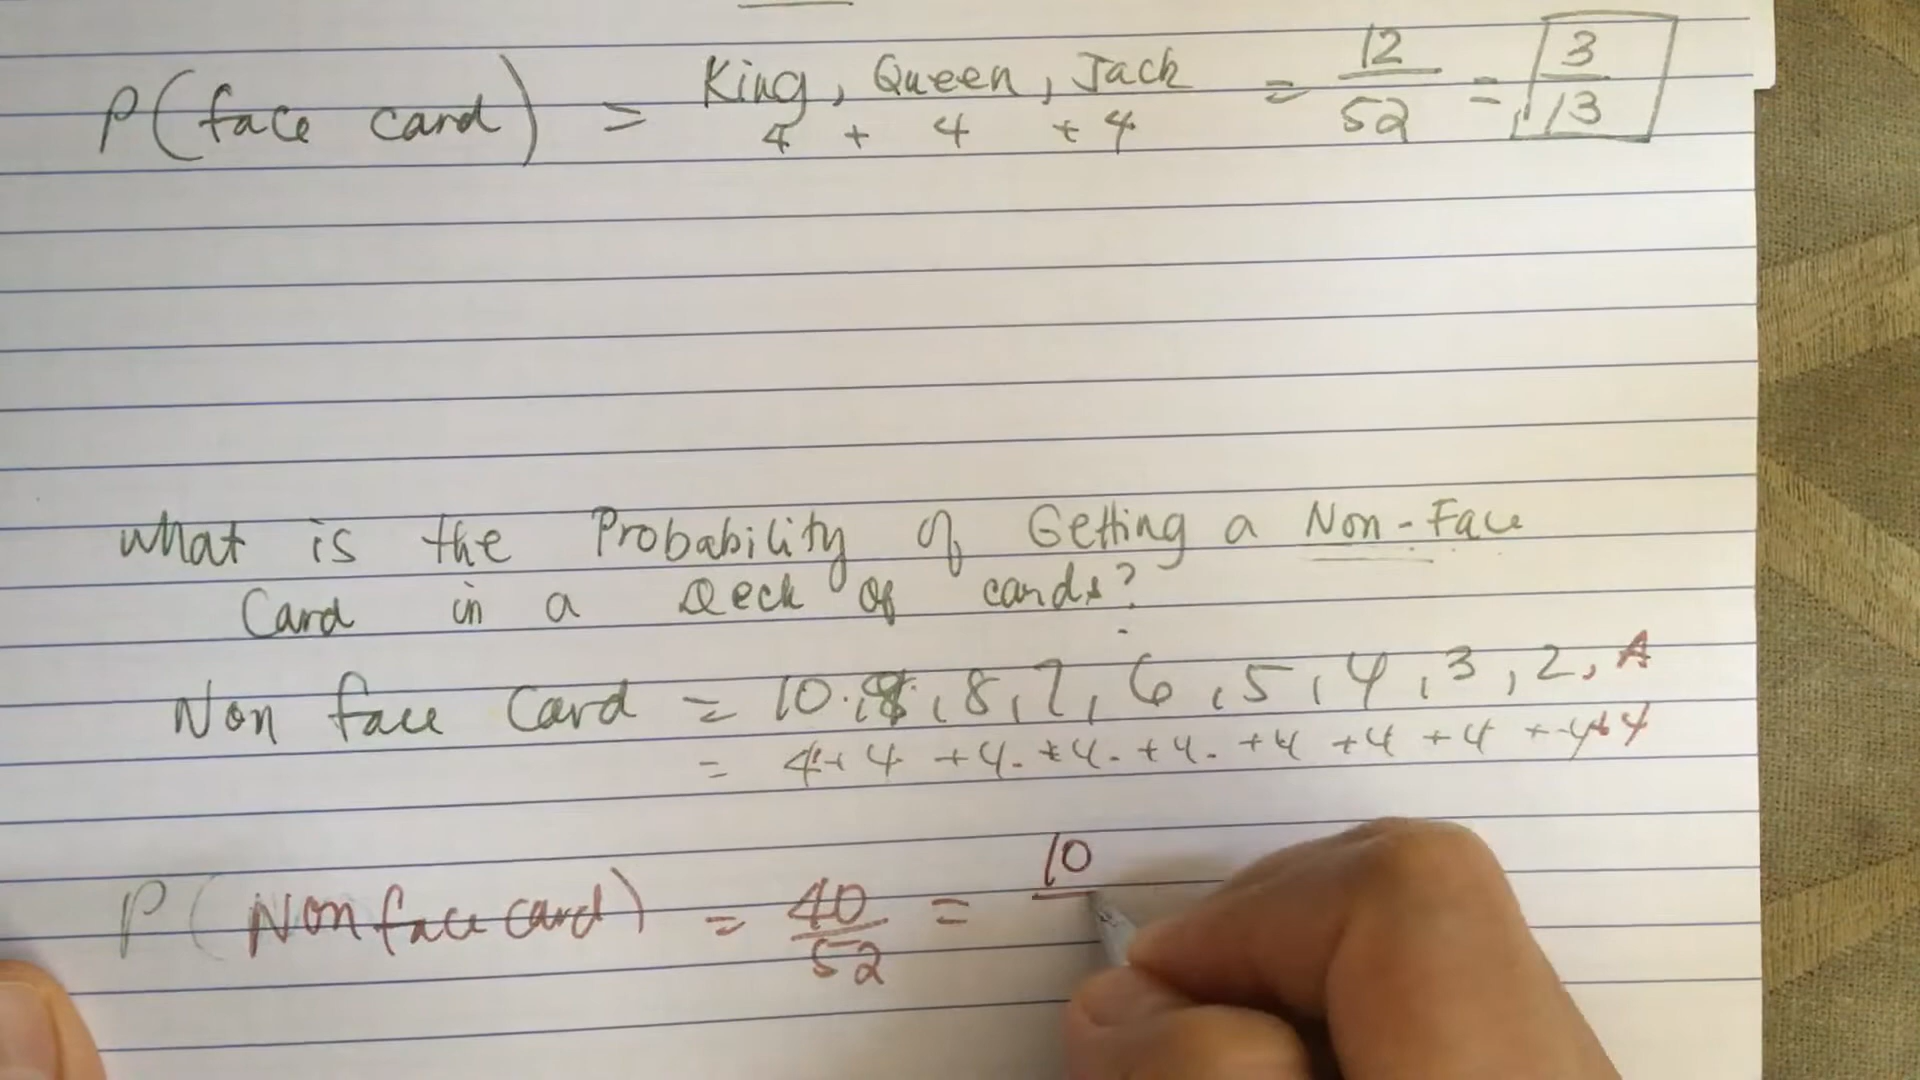 P(face card) = King, Queen, Jack = 12/52 = 3/13
4 + 4 + 4
What is the Probability of Getting a Non-Face
Card in a Deck of cards?
Non face Card = 10, 9, 8, 7, 6, 5, 4, 3, 2, A
= 4 + 4 + 4 + 4 + 4 + 4 + 4 + 4 + 4 + 4
P(Non face card) = 40/52 = 10